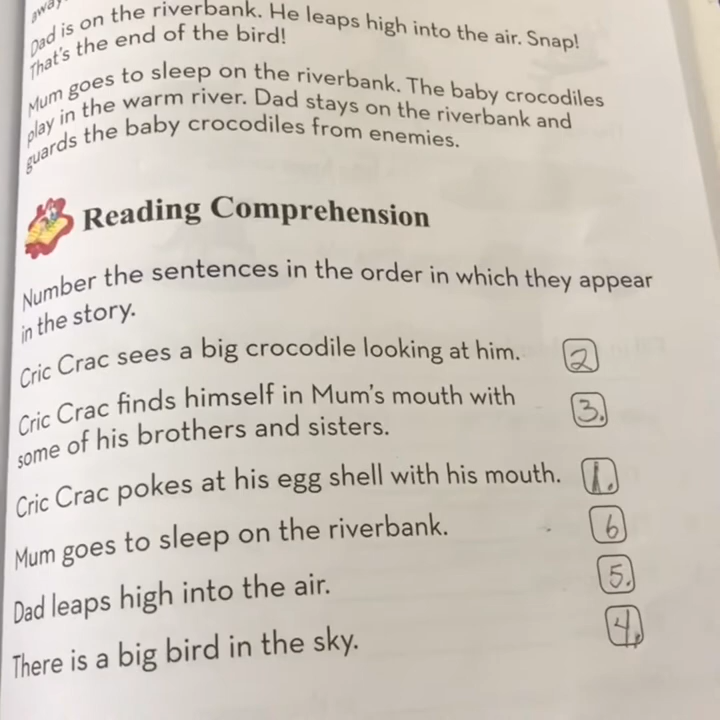 away
Dad is on the riverbank. He leaps high into the air. Snap!
That's the end of the bird!
Mum goes to sleep on the riverbank. The baby crocodiles
play in the warm river. Dad stays on the riverbank and
guards the baby crocodiles from enemies.
Reading Comprehension
Number the sentences in the order in which they appear
in the story.
Cric Crac sees a big crocodile looking at him. 2
Cric Crac finds himself in Mum's mouth with
some of his brothers and sisters. 3.
Cric Crac pokes at his egg shell with his mouth. 1.
Mum goes to sleep on the riverbank. 6
Dad leaps high into the air. 5.
There is a big bird in the sky. 4.